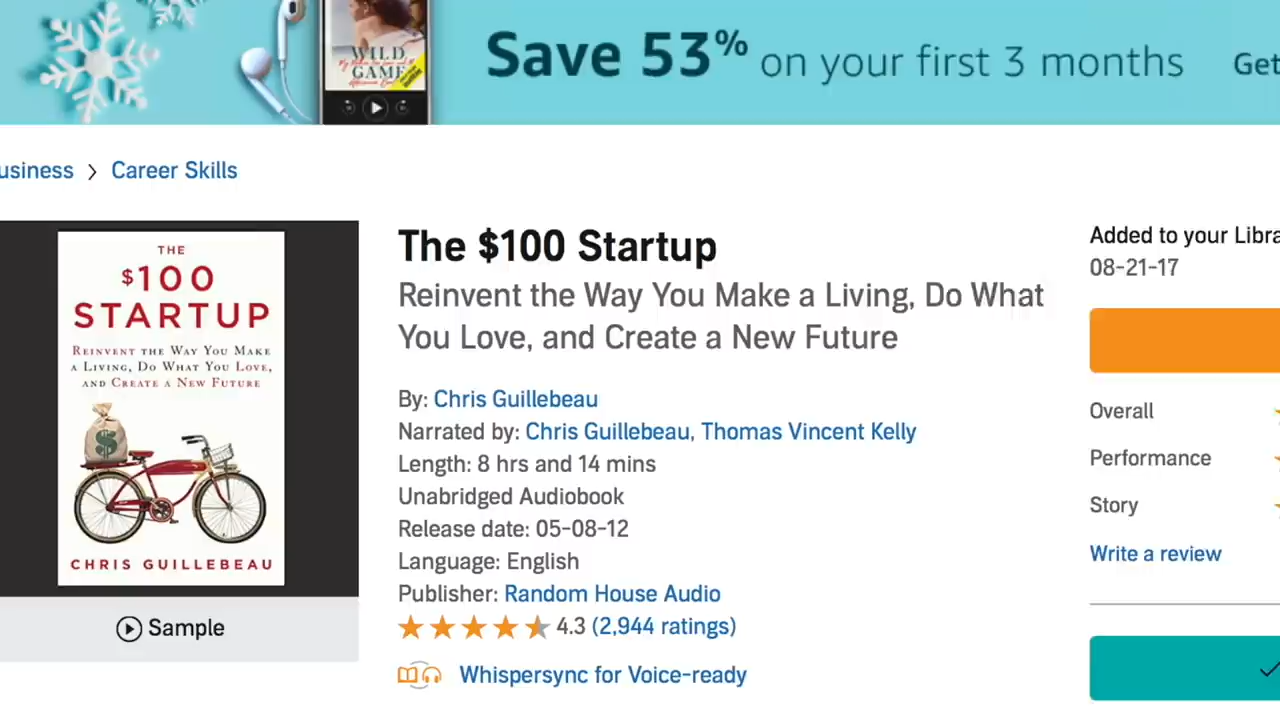 WILD
GAME
Save 53% on your first 3 months
Get
usiness > Career Skills
THE
$100
STARTUP
REINVENT THE WAY YOU MAKE
A LIVING, DO WHAT YOU LOVE,
AND CREATE A NEW FUTURE
$
CHRIS GUILLEBEAU
Sample
The $100 Startup
Reinvent the Way You Make a Living, Do What
You Love, and Create a New Future
By: Chris Guillebeau
Narrated by: Chris Guillebeau, Thomas Vincent Kelly
Length: 8 hrs and 14 mins
Unabridged Audiobook
Release date: 05-08-12
Language: English
Publisher: Random House Audio
4.3 (2,944 ratings)
Whispersync for Voice-ready
Added to your Libra
08-21-17
Overall
Performance
Story
Write a review